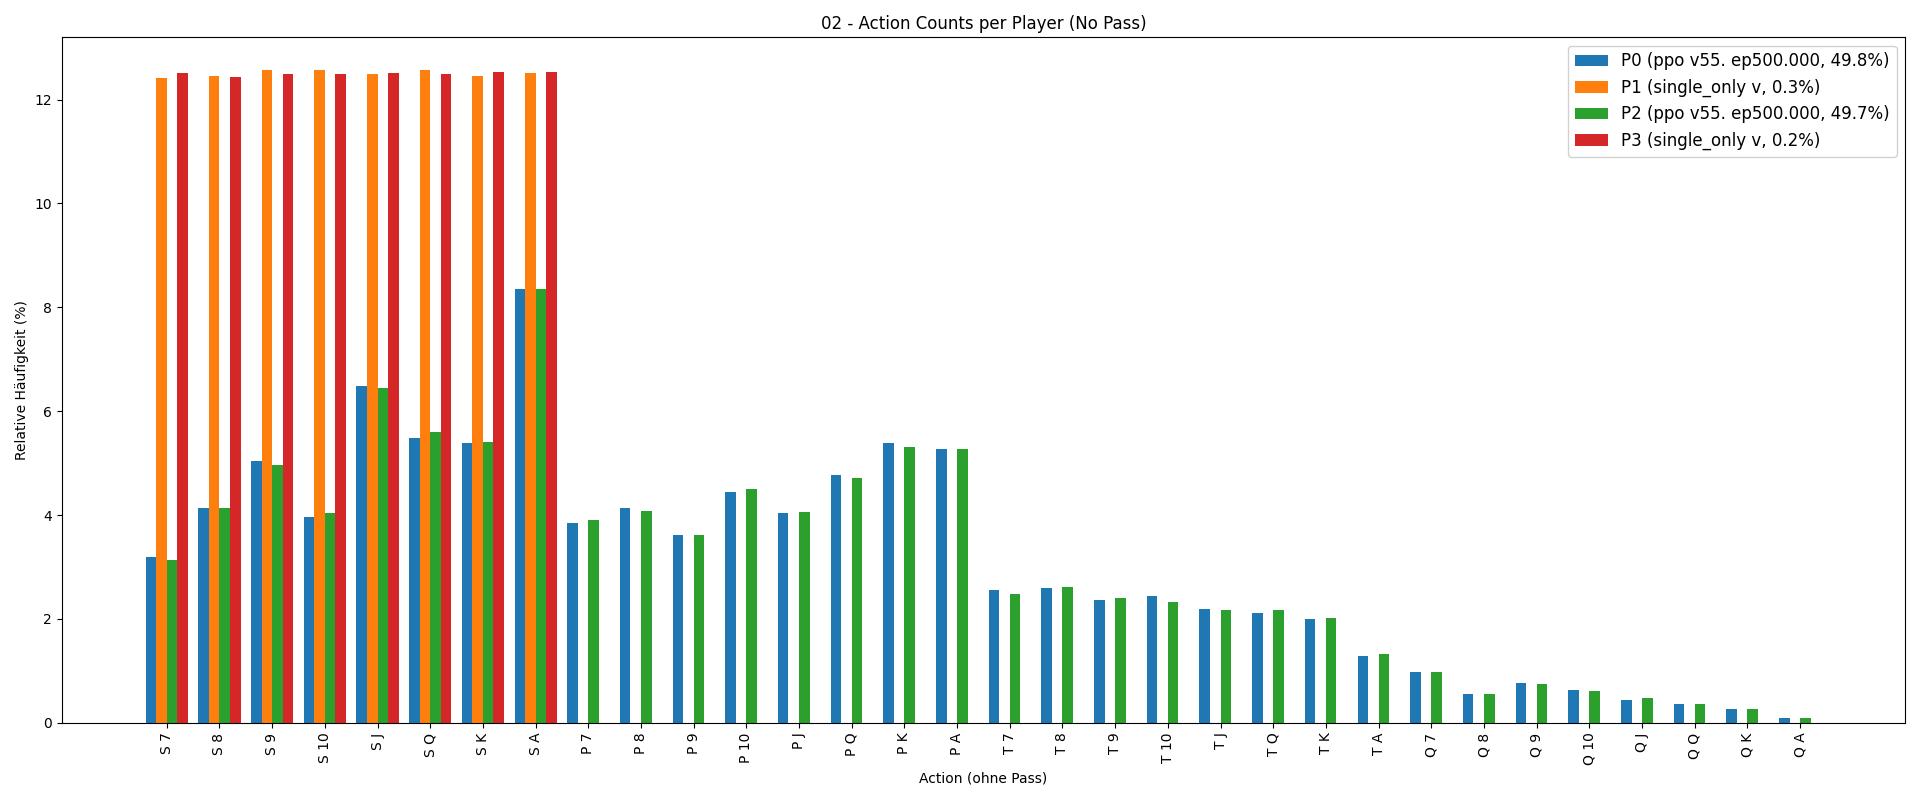 02 - Action Counts per Player (No Pass)
P0 (ppo v55. ep500.000, 49.8%)
P1 (single_only v, 0.3%)
P2 (ppo v55. ep500.000, 49.7%)
P3 (single_only v, 0.2%)
Relative Häufigkeit (%)
12
10
8
6
4
2
0
S 7
S 8
S 9
S 10
S J
S Q
S K
S A
P 7
P 8
P 9
P 10
P J
P Q
P K
P A
T 7
T 8
T 9
T 10
T J
T Q
T K
T A
Q 7
Q 8
Q 9
Q 10
Q J
Q Q
Q K
Q A
Action (ohne Pass)